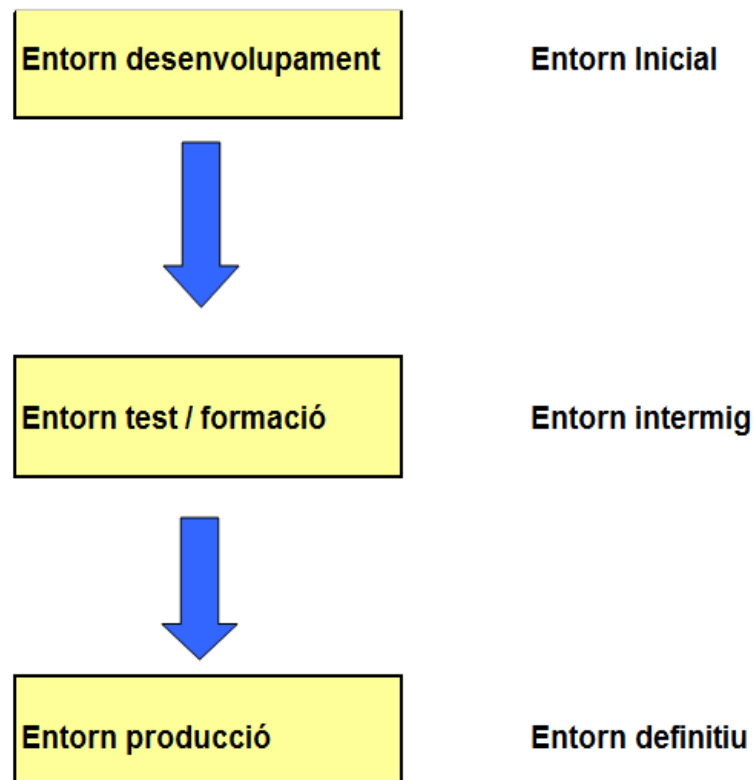 Entorn desenvolupament
Entorn Inicial
Entorn test / formació
Entorn intermig
Entorn producció
Entorn definitiu